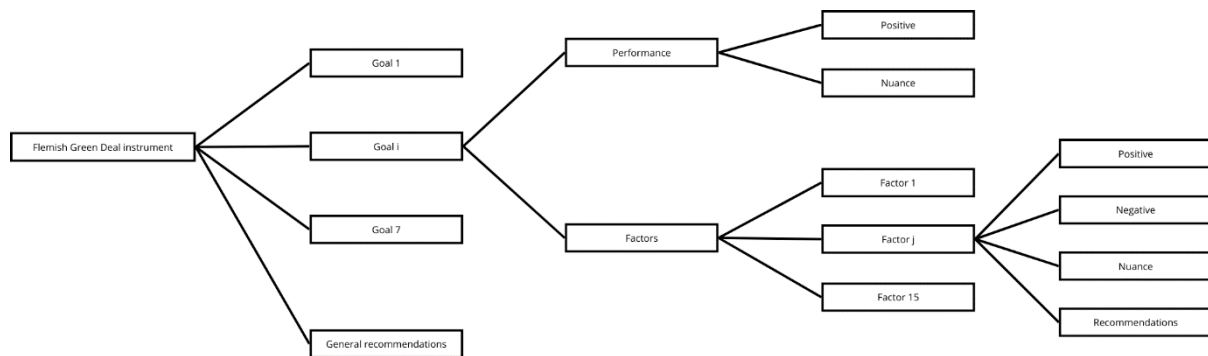 Flemish Green Deal instrument
Goal 1
Goal i
Goal 7
General recommendations
Performance
Factors
Positive
Nuance
Factor 1
Factor j
Factor 15
Positive
Negative
Nuance
Recommendations